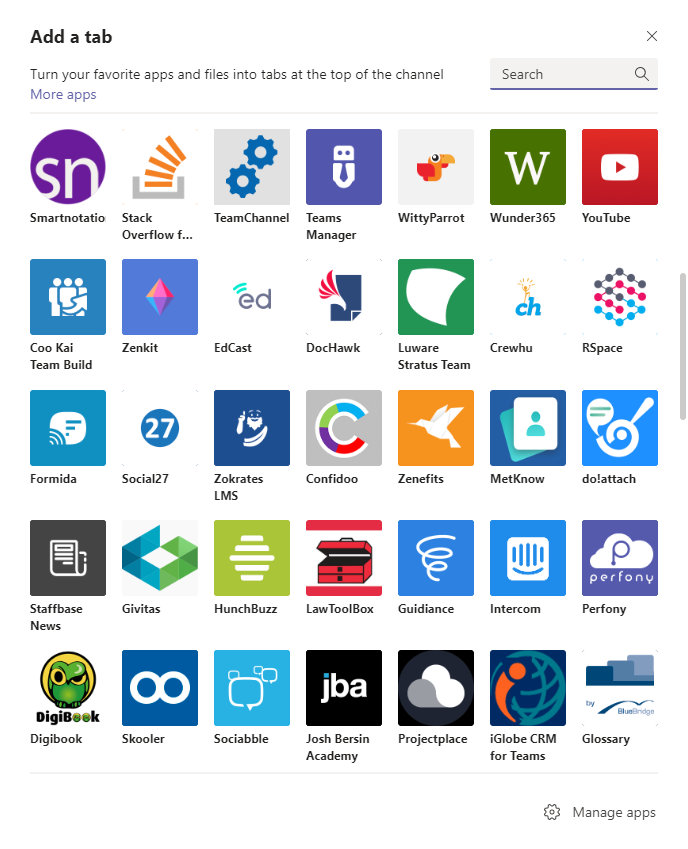 Add a tab
Turn your favorite apps and files into tabs at the top of the channel
Search
More apps
sn
W
Smartnotatio
Stack
Overflow f...
TeamChannel
Teams
Manager
WittyParrot
Wunder365
YouTube
ed
ch
Coo Kai
Team Build
Zenkit
EdCast
DocHawk
Luware
Stratus Team
Crewhu
RSpace
27
C
Formida
Social27
Zokrates
LMS
Confidoo
Zenefits
MetKnow
do!attach
perfony
Staffbase
News
Givitas
HunchBuzz
LawToolBox
Guidiance
Intercom
Perfony
DigiBook
jba
by BlueBridge
Digibook
Skooler
Sociabble
Josh Bersin
Academy
Projectplace
iGlobe CRM
for Teams
Glossary
Manage apps